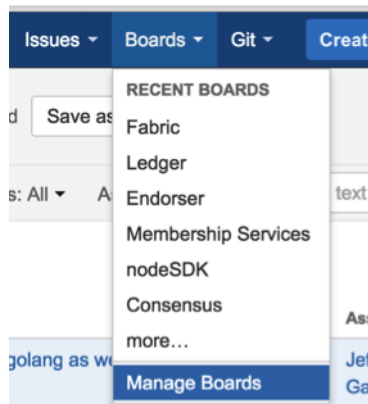 Issues Boards Git Creat
RECENT BOARDS
d Save as
Fabric
Ledger
s: All A
Endorser
text
Membership Services
nodeSDK
Consensus
Ass
more…
golang as we
Jef
Manage Boards
Ga